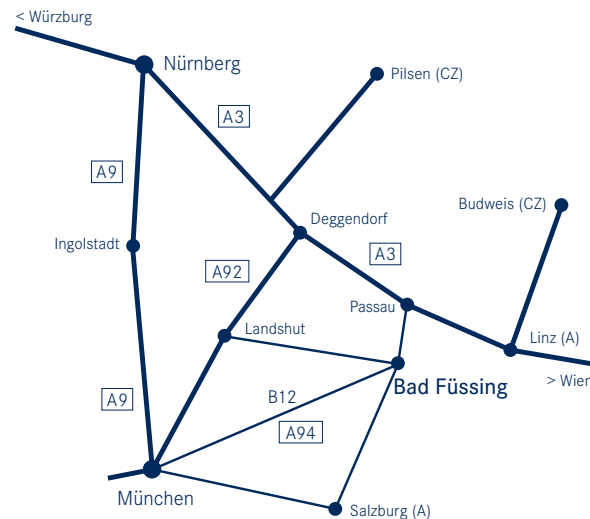 < Würzburg
Nürnberg
Pilsen (CZ)
A3
A9
Budweis (CZ)
Deggendorf
Ingolstadt
A3
A92
Passau
Landshut
Linz (A)
> Wien
Bad Füssing
B12
A9
A94
München
Salzburg (A)